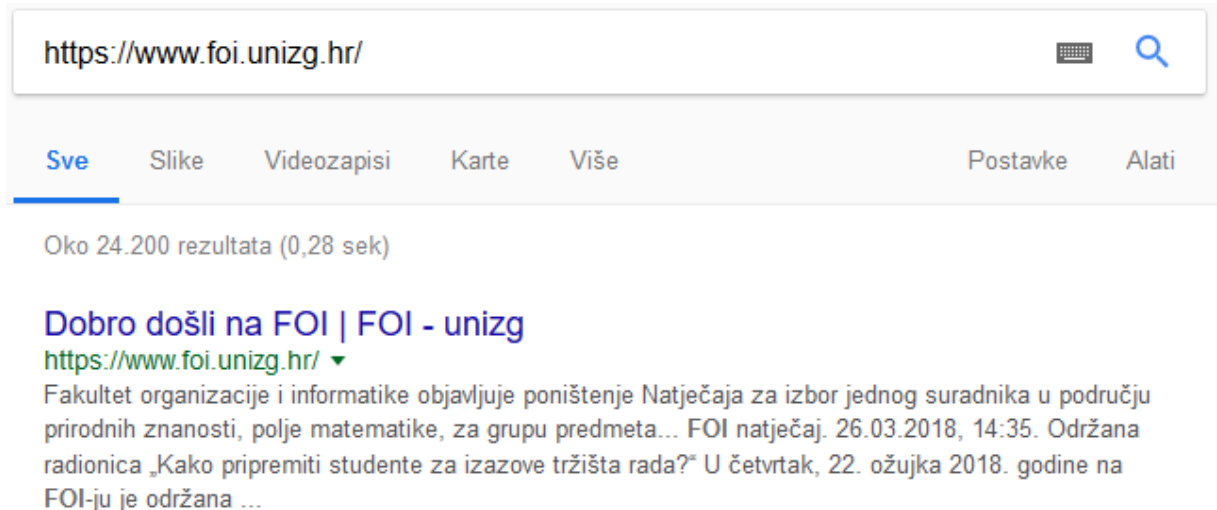 https://www.foi.unizg.hr/
Sve Slike Videozapisi Karte Više Postavke Alati
Oko 24.200 rezultata (0,28 sek)
Dobro došli na FOI | FOI - unizg
https://www.foi.unizg.hr/
Fakultet organizacije i informatike objavljuje poništenje Natječaja za izbor jednog suradnika u području
prirodnih znanosti, polje matematike, za grupu predmeta... FOI natječaj. 26.03.2018, 14:35. Održana
radionica „Kako pripremiti studente za izazove tržišta rada?“ U četvrtak, 22. ožujka 2018. godine na
FOI-ju je održana ...